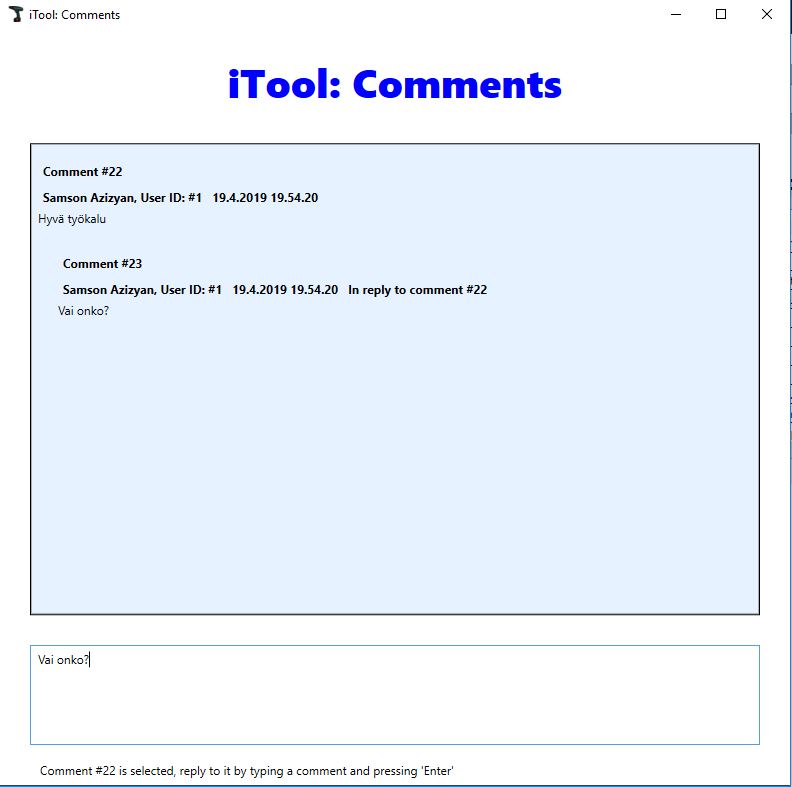 iTool: Comments
iTool: Comments
Comment #22
Samson Azizyan, User ID: #1   19.4.2019 19.54.20
Hyvä työkalu
Comment #23
Samson Azizyan, User ID: #1   19.4.2019 19.54.20   In reply to comment #22
Vai onko?
Vai onko?
Comment #22 is selected, reply to it by typing a comment and pressing 'Enter'